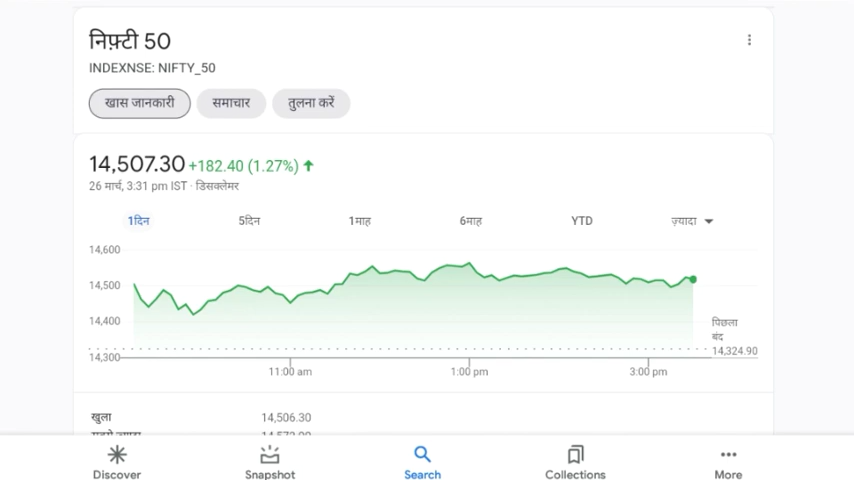 निफ़्टी 50
INDEXNSE: NIFTY_50
खास जानकारी समाचार तुलना करें
14,507.30 +182.40 (1.27%)
26 मार्च, 3:31 pm IST · डिसक्लेमर
1दिन 5दिन 1माह 6माह YTD ज़्यादा
14,600
14,500
14,400
14,300
पिछला
बंद
14,324.90
11:00 am 1:00 pm 3:00 pm
खुला 14,506.30
Discover Snapshot Search Collections More